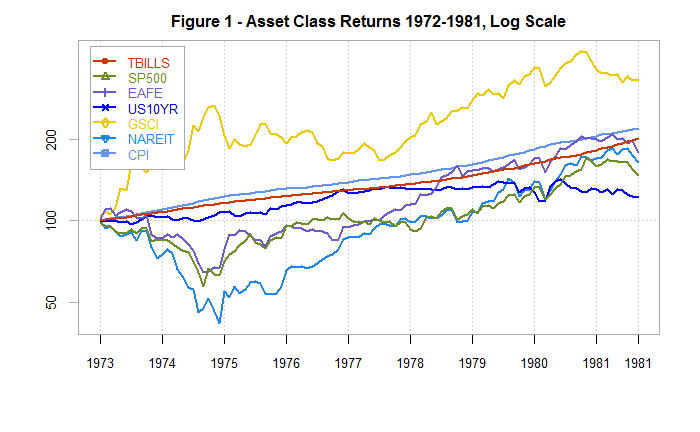 Figure 1 - Asset Class Returns 1972-1981, Log Scale
TBILLS
SP500
EAFE
US10YR
GSCI
NAREIT
CPI
200
100
50
1973 1974 1975 1976 1977 1978 1979 1980 1981 1981